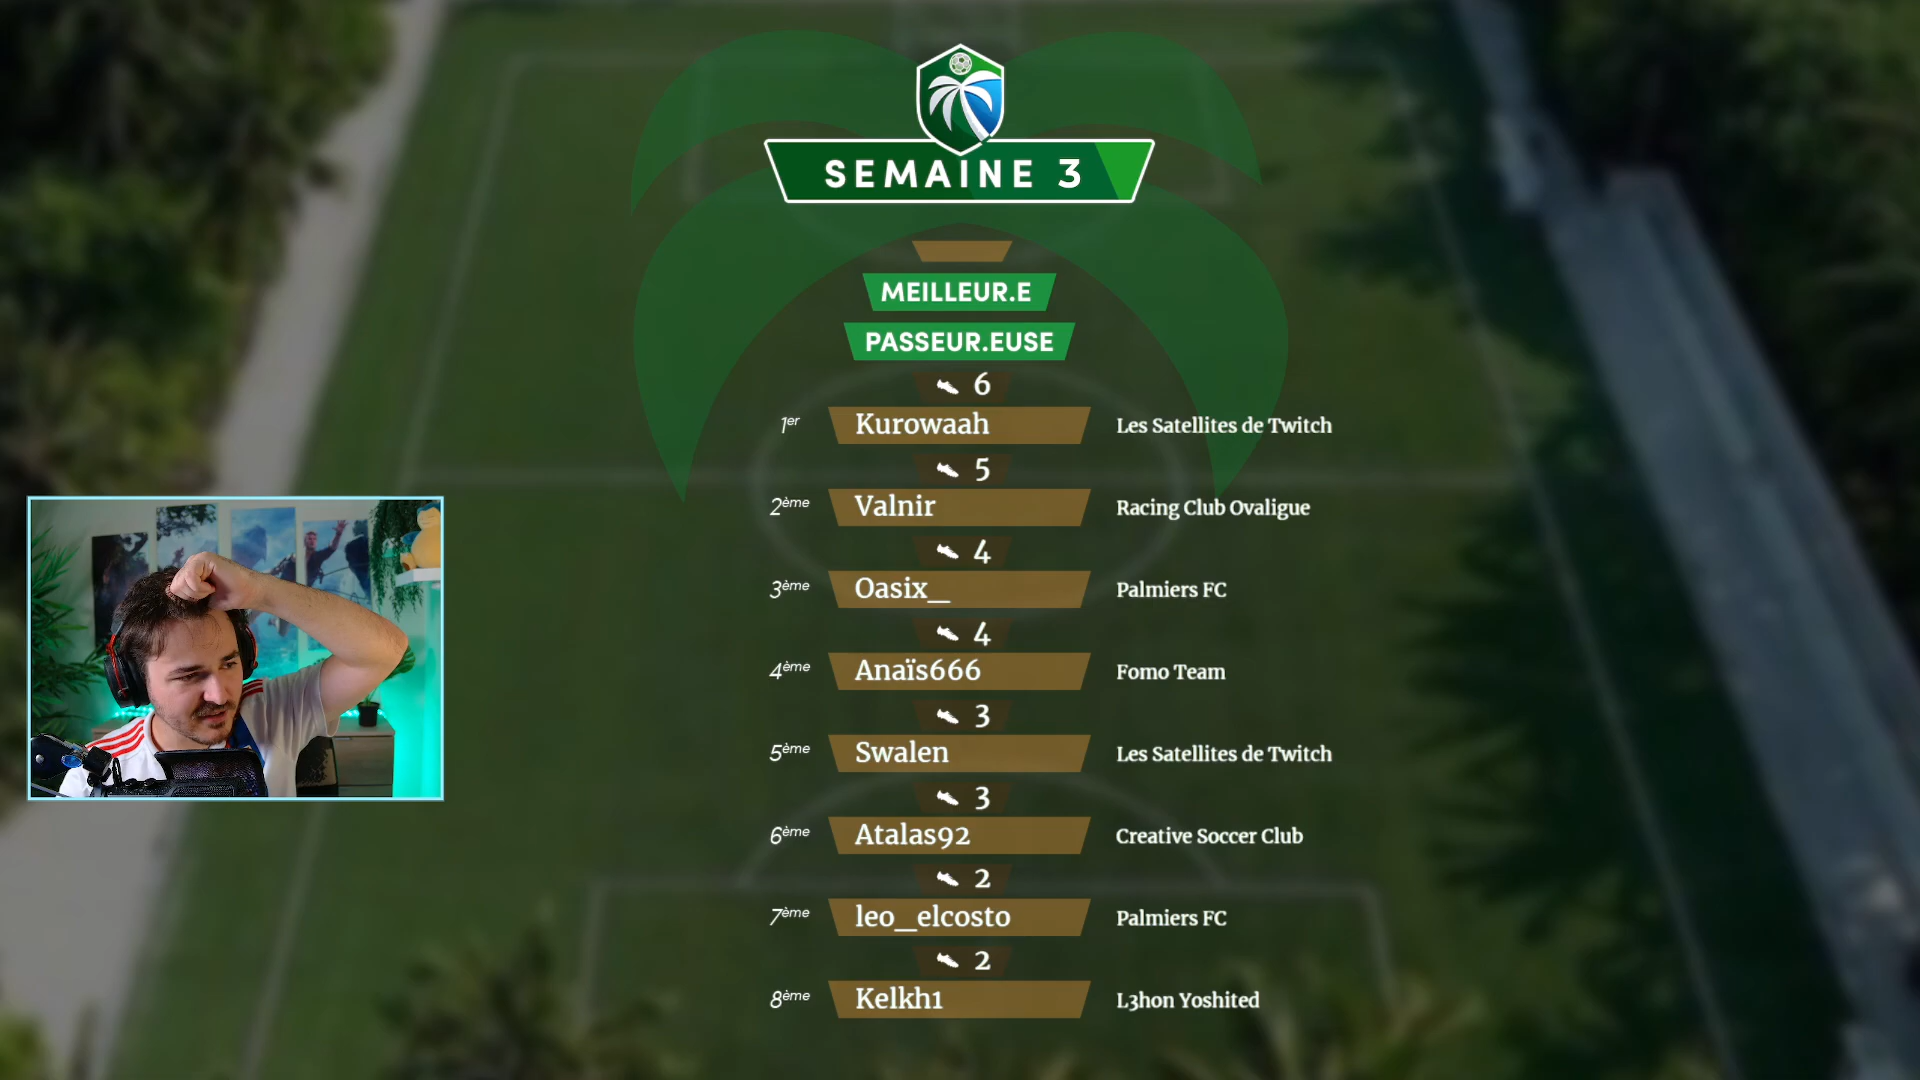 SEMAINE 3
MEILLEUR.E
PASSEUR.EUSE
6
1er Kurowaah Les Satellites de Twitch
5
2ème Valnir Racing Club Ovaligue
4
3ème Oasix_ Palmiers FC
4
4ème Anaïs666 Fomo Team
3
5ème Swalen Les Satellites de Twitch
3
6ème Atalas92 Creative Soccer Club
2
7ème leo_elcosto Palmiers FC
2
8ème Kelkh1 L3hon Yoshited